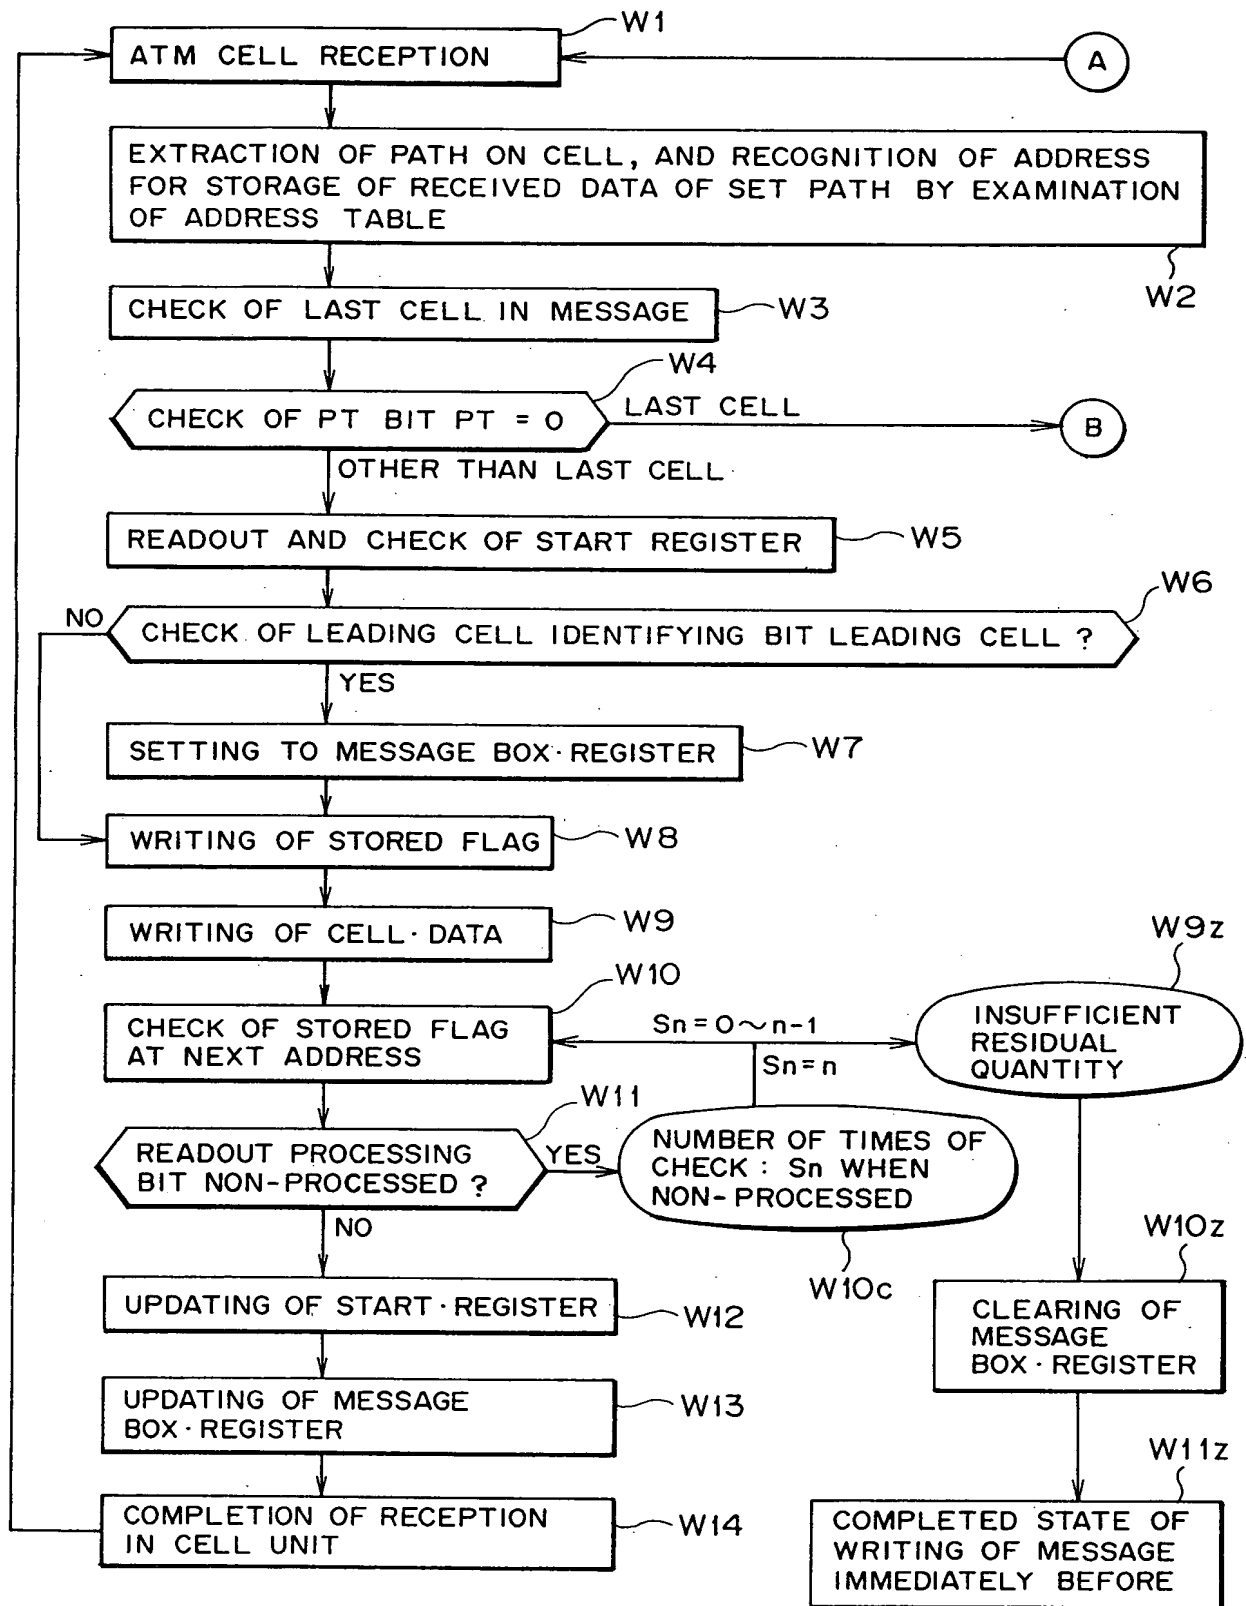 W1
ATM CELL RECEPTION
A
EXTRACTION OF PATH ON CELL, AND RECOGNITION OF ADDRESS
FOR STORAGE OF RECEIVED DATA OF SET PATH BY EXAMINATION
OF ADDRESS TABLE
W2
CHECK OF LAST CELL IN MESSAGE
W3
W4
CHECK OF PT BIT PT = 0
LAST CELL
B
OTHER THAN LAST CELL
READOUT AND CHECK OF START REGISTER
W5
W6
NO
CHECK OF LEADING CELL IDENTIFYING BIT LEADING CELL ?
YES
SETTING TO MESSAGE BOX·REGISTER
W7
WRITING OF STORED FLAG
W8
WRITING OF CELL·DATA
W9
W9z
W10
CHECK OF STORED FLAG
AT NEXT ADDRESS
Sn=0~n-1
Sn=n
INSUFFICIENT
RESIDUAL
QUANTITY
W11
READOUT PROCESSING
BIT NON-PROCESSED ?
YES
NUMBER OF TIMES OF
CHECK : Sn WHEN
NON-PROCESSED
NO
W10c
W10z
UPDATING OF START·REGISTER
W12
CLEARING OF
MESSAGE
BOX·REGISTER
UPDATING OF MESSAGE
BOX·REGISTER
W13
W11z
COMPLETION OF RECEPTION
IN CELL UNIT
W14
COMPLETED STATE OF
WRITING OF MESSAGE
IMMEDIATELY BEFORE